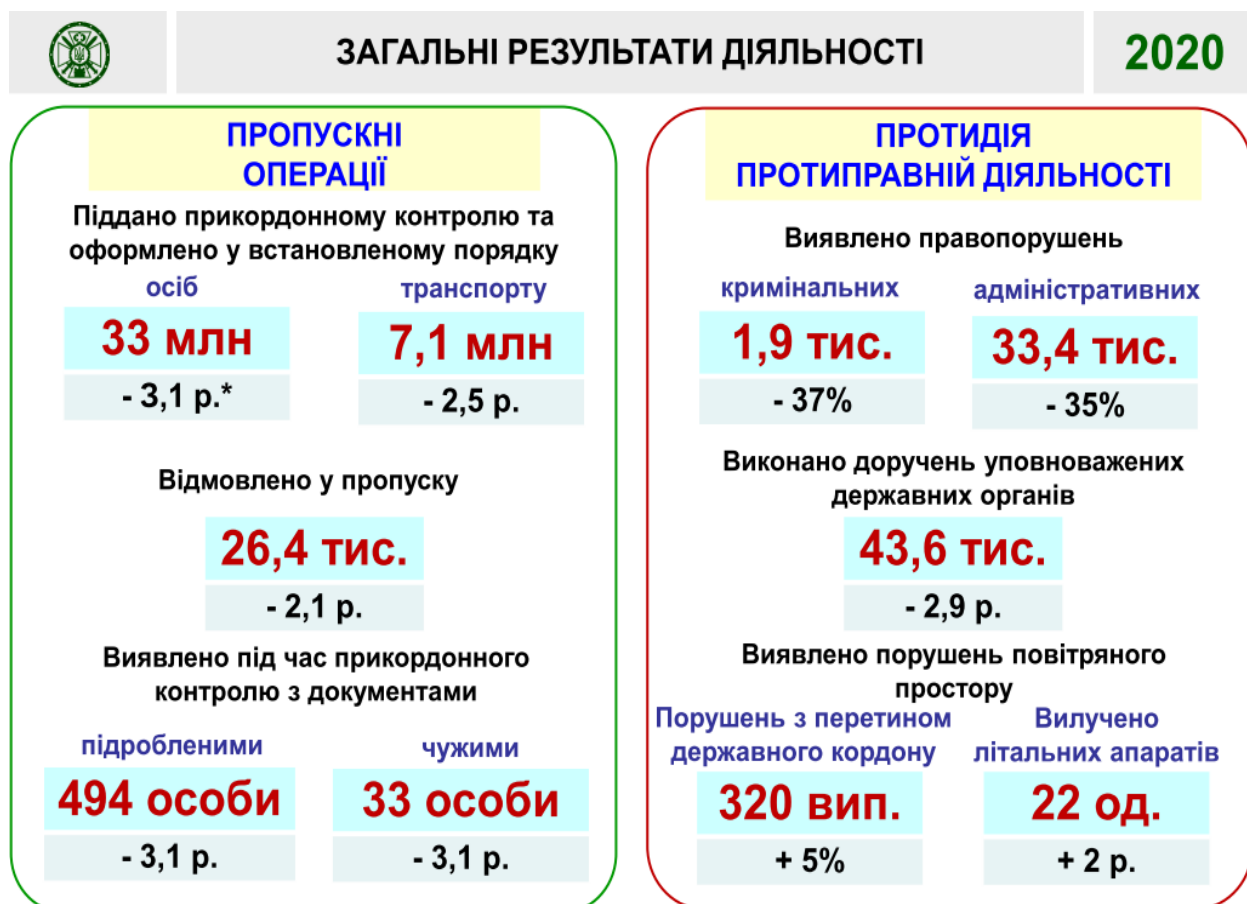 ЗАГАЛЬНІ РЕЗУЛЬТАТИ ДІЯЛЬНОСТІ
2020
ПРОПУСКНІ
ОПЕРАЦІЇ
Піддано прикордонному контролю та
оформлено у встановленому порядку
осіб
транспорту
33 млн
7,1 млн
- 3,1 р.*
- 2,5 р.
Відмовлено у пропуску
26,4 тис.
- 2,1 р.
Виявлено під час прикордонного
контролю з документами
підробленими
чужими
494 особи
33 особи
- 3,1 р.
- 3,1 р.
ПРОТИДІЯ
ПРОТИПРАВНІЙ ДІЯЛЬНОСТІ
Виявлено правопорушень
кримінальних
адміністративних
1,9 тис.
33,4 тис.
- 37%
- 35%
Виконано доручень уповноважених
державних органів
43,6 тис.
- 2,9 р.
Виявлено порушень повітряного
простору
Порушень з перетином
державного кордону
Вилучено
літальних апаратів
320 вип.
22 од.
+ 5%
+ 2 р.